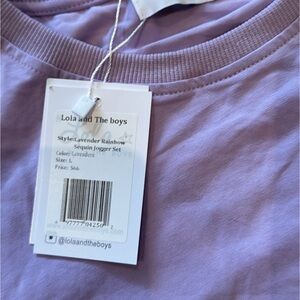 Lola and The boys
Style:Lavender Rainbow
Sequin Jogger Set
Color: Lavender
Size: L
Price: $66
@lolaandtheboys